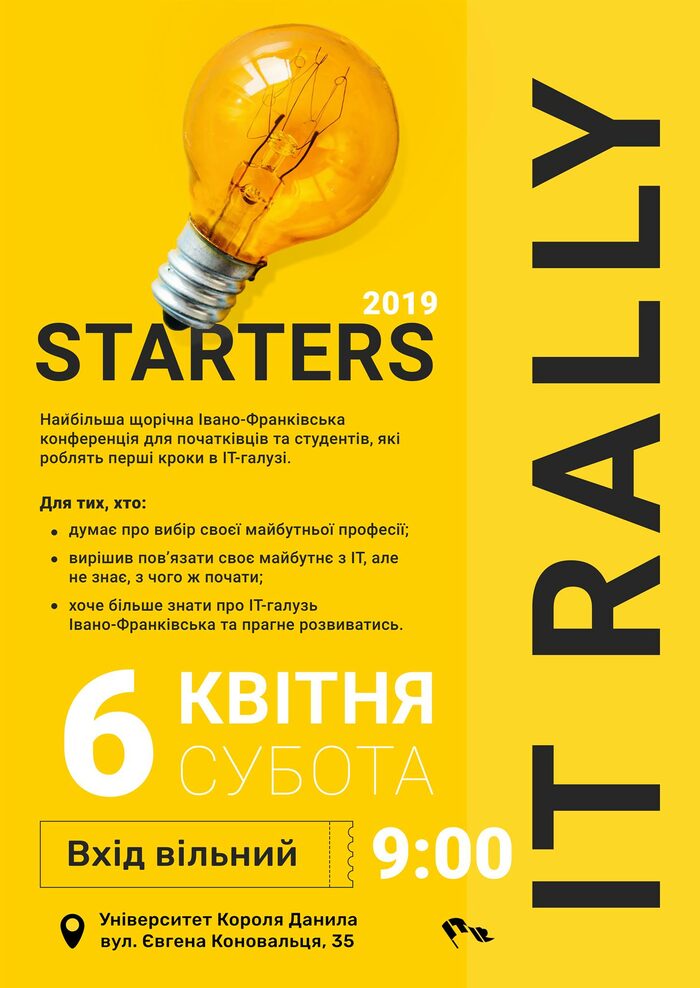 2019
STARTERS
Найбільша щорічна Івано-Франківська
конференція для початківців та студентів, які
роблять перші кроки в ІТ-галузі.
Для тих, хто:
• думає про вибір своєї майбутньої професії;
• вирішив пов’язати своє майбутнє з ІТ, але
не знає, з чого ж почати;
• хоче більше знати про ІТ-галузь
Івано-Франківська та прагне розвиватись.
6 КВІТНЯ
СУБОТА
Вхід вільний
9:00
Університет Короля Данила
вул. Євгена Коновальця, 35
IT RALLY